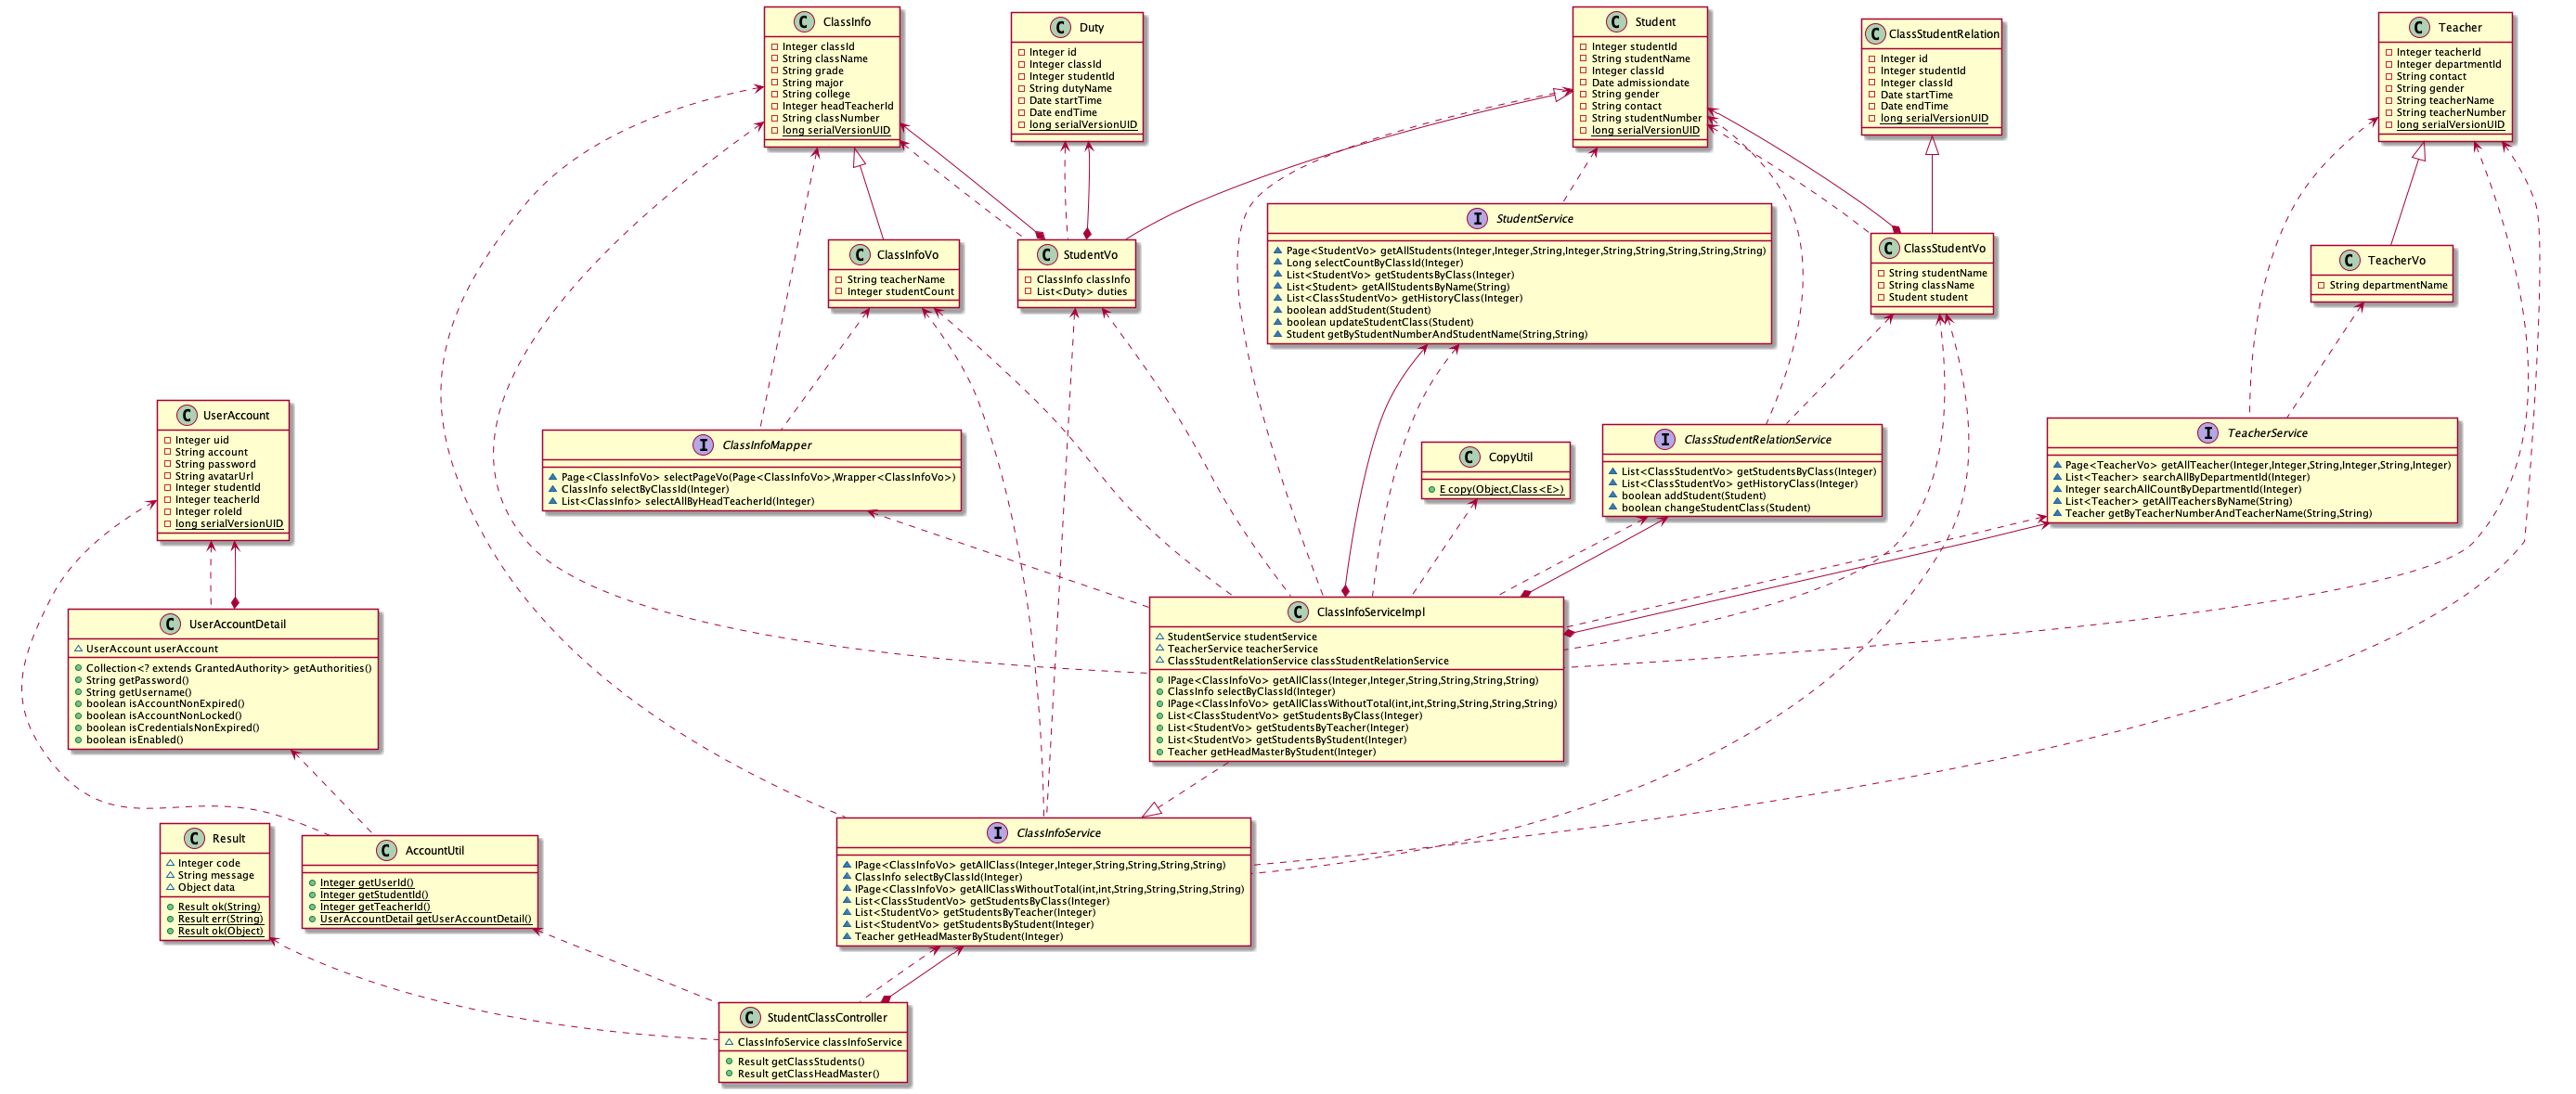 C ClassInfo
Integer classId
String className
String grade
String major
String college
Integer headTeacherId
String classNumber
long serialVersionUID
C Duty
Integer id
Integer classId
Integer studentId
String dutyName
Date startTime
Date endTime
long serialVersionUID
C Student
Integer studentId
String studentName
Integer classId
Date admissiondate
String gender
String contact
String studentNumber
long serialVersionUID
C ClassStudentRelation
Integer id
Integer studentId
Integer classId
Date startTime
Date endTime
long serialVersionUID
C Teacher
Integer teacherId
Integer departmentId
String contact
String gender
String teacherName
String teacherNumber
long serialVersionUID
C ClassInfoVo
String teacherName
Integer studentCount
C StudentVo
ClassInfo classInfo
List<Duty> duties
I StudentService
Page<StudentVo> getAllStudents(Integer,Integer,String,Integer,String,String,String,String,String)
Long selectCountByClassId(Integer)
List<StudentVo> getStudentsByClass(Integer)
List<Student> getAllStudentsByName(String)
List<ClassStudentVo> getHistoryClass(Integer)
boolean addStudent(Student)
boolean updateStudentClass(Student)
Student getByStudentNumberAndStudentName(String,String)
C ClassStudentVo
String studentName
String className
Student student
C TeacherVo
String departmentName
C UserAccount
Integer uid
String account
String password
String avatarUrl
Integer studentId
Integer teacherId
Integer roleId
long serialVersionUID
I ClassInfoMapper
Page<ClassInfoVo> selectPageVo(Page<ClassInfoVo>,Wrapper<ClassInfoVo>)
ClassInfo selectByClassId(Integer)
List<ClassInfo> selectAllByHeadTeacherId(Integer)
C CopyUtil
E copy(Object,Class<E>)
I ClassStudentRelationService
List<ClassStudentVo> getStudentsByClass(Integer)
List<ClassStudentVo> getHistoryClass(Integer)
boolean addStudent(Student)
boolean changeStudentClass(Student)
I TeacherService
Page<TeacherVo> getAllTeacher(Integer,Integer,String,Integer,String,Integer)
List<Teacher> searchAllByDepartmentId(Integer)
Integer searchAllCountByDepartmentId(Integer)
List<Teacher> getAllTeachersByName(String)
Teacher getByTeacherNumberAndTeacherName(String,String)
C UserAccountDetail
UserAccount userAccount
Collection<? extends GrantedAuthority> getAuthorities()
String getPassword()
String getUsername()
boolean isAccountNonExpired()
boolean isAccountNonLocked()
boolean isCredentialsNonExpired()
boolean isEnabled()
C ClassInfoServiceImpl
StudentService studentService
TeacherService teacherService
ClassStudentRelationService classStudentRelationService
IPage<ClassInfoVo> getAllClass(Integer,Integer,String,String,String,String)
ClassInfo selectByClassId(Integer)
IPage<ClassInfoVo> getAllClassWithoutTotal(int,int,String,String,String,String)
List<ClassStudentVo> getStudentsByClass(Integer)
List<StudentVo> getStudentsByTeacher(Integer)
List<StudentVo> getStudentsByStudent(Integer)
Teacher getHeadMasterByStudent(Integer)
C Result
Integer code
String message
Object data
Result ok(String)
Result err(String)
Result ok(Object)
C AccountUtil
Integer getUserId()
Integer getStudentId()
Integer getTeacherId()
UserAccountDetail getUserAccountDetail()
I ClassInfoService
IPage<ClassInfoVo> getAllClass(Integer,Integer,String,String,String,String)
ClassInfo selectByClassId(Integer)
IPage<ClassInfoVo> getAllClassWithoutTotal(int,int,String,String,String,String)
List<ClassStudentVo> getStudentsByClass(Integer)
List<StudentVo> getStudentsByTeacher(Integer)
List<StudentVo> getStudentsByStudent(Integer)
Teacher getHeadMasterByStudent(Integer)
C StudentClassController
ClassInfoService classInfoService
Result getClassStudents()
Result getClassHeadMaster()